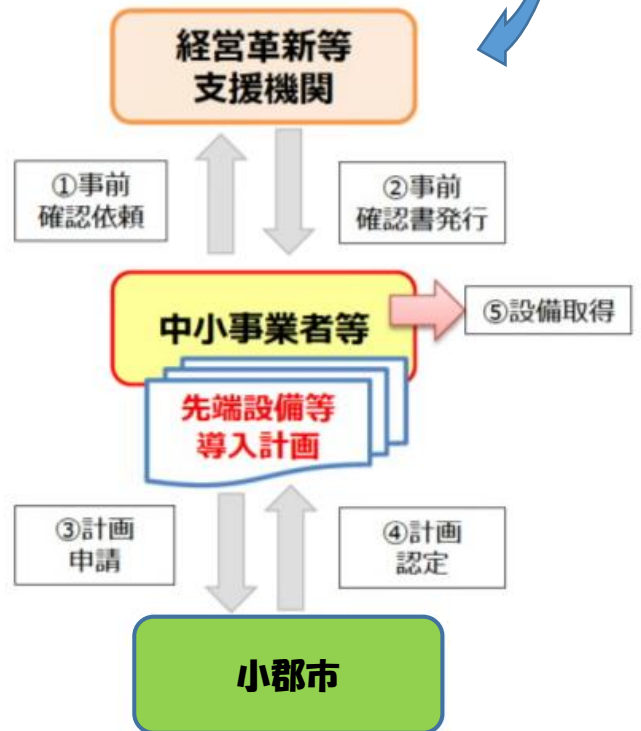 経営革新等
支援機関
①事前
確認依頼
②事前
確認書発行
中小事業者等
⑤設備取得
先端設備等
導入計画
③計画
申請
④計画
認定
小郡市